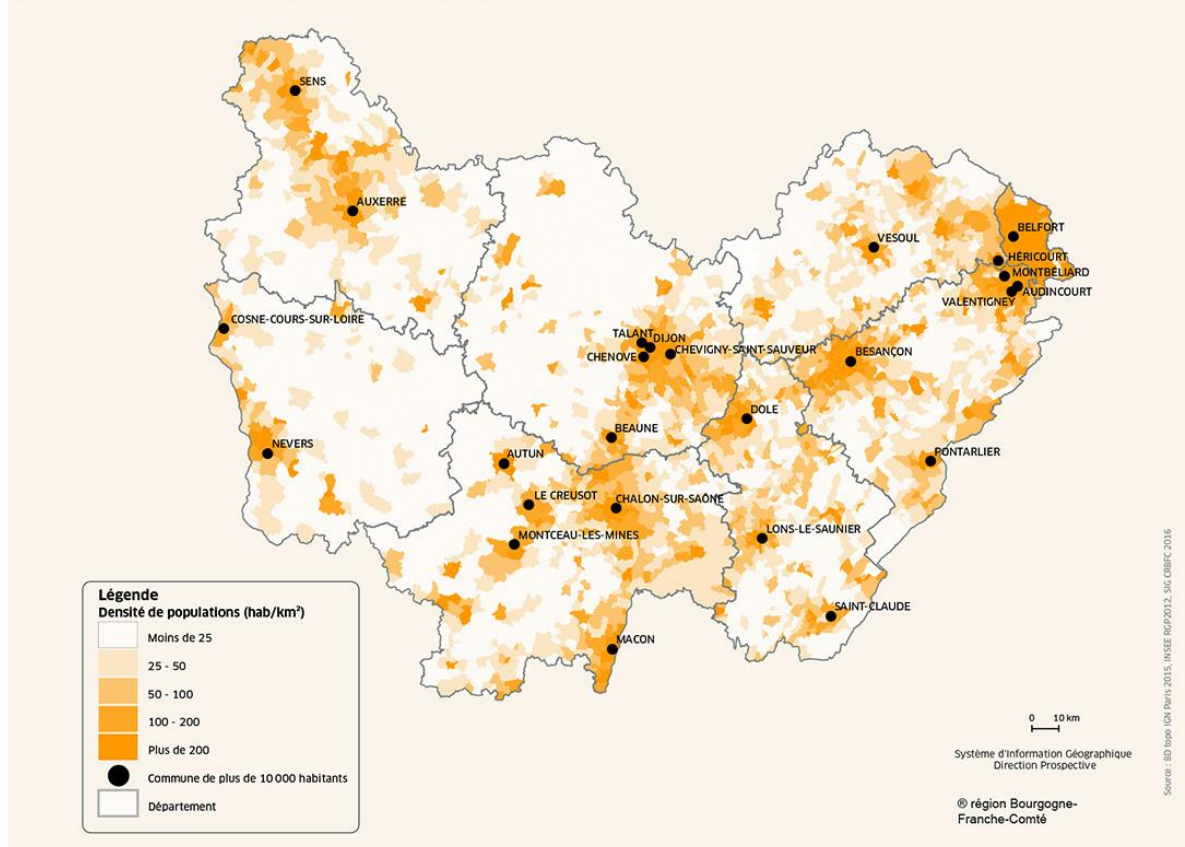 SENS
AUXERRE
BELFORT
VESOUL
HÉRICOURT
MONTBÉLIARD
AUDINCOURT
VALENTIGNEY
COSNE-COURS-SUR-LOIRE
TALANT
DIJON
CHEVIGNY-SAINT-SAUVEUR
CHENOVE
BESANÇON
DOLE
BEAUNE
NEVERS
AUTUN
PONTARLIER
LE CREUSOT
CHALON-SUR-SAÔNE
LONS-LE-SAUNIER
MONTCEAU-LES-MINES
SAINT-CLAUDE
MACON
Légende
Densité de populations (hab/km²)
Moins de 25
25 - 50
50 - 100
100 - 200
Plus de 200
Commune de plus de 10 000 habitants
Département
0 10 km
Système d'Information Géographique
Direction Prospective
® région Bourgogne-
Franche-Comté
Source : BD topo IGN Paris 2015, INSEE RGP2012, SIG CRBFC 2016